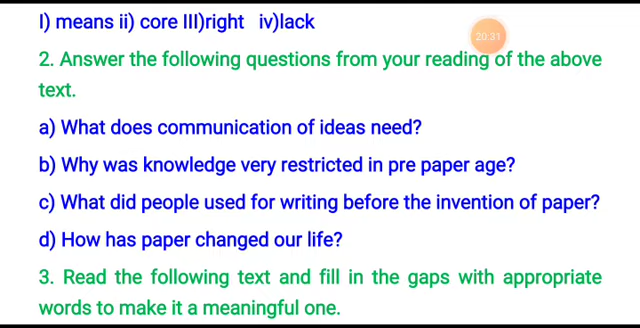 I) means ii) core III)right iv)lack
20:31
2. Answer the following questions from your reading of the above
text.
a) What does communication of ideas need?
b) Why was knowledge very restricted in pre paper age?
c) What did people used for writing before the invention of paper?
d) How has paper changed our life?
3. Read the following text and fill in the gaps with appropriate
words to make it a meaningful one.